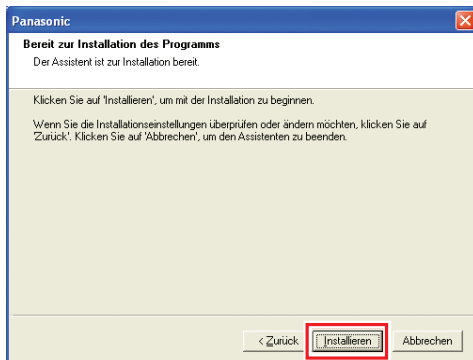 Panasonic
Bereit zur Installation des Programms
Der Assistent ist zur Installation bereit.
Klicken Sie auf 'Installieren', um mit der Installation zu beginnen.
Wenn Sie die Installationseinstellungen überprüfen oder ändern möchten, klicken Sie auf
'Zurück'. Klicken Sie auf 'Abbrechen', um den Assistenten zu beenden.
< Zurück Installieren Abbrechen